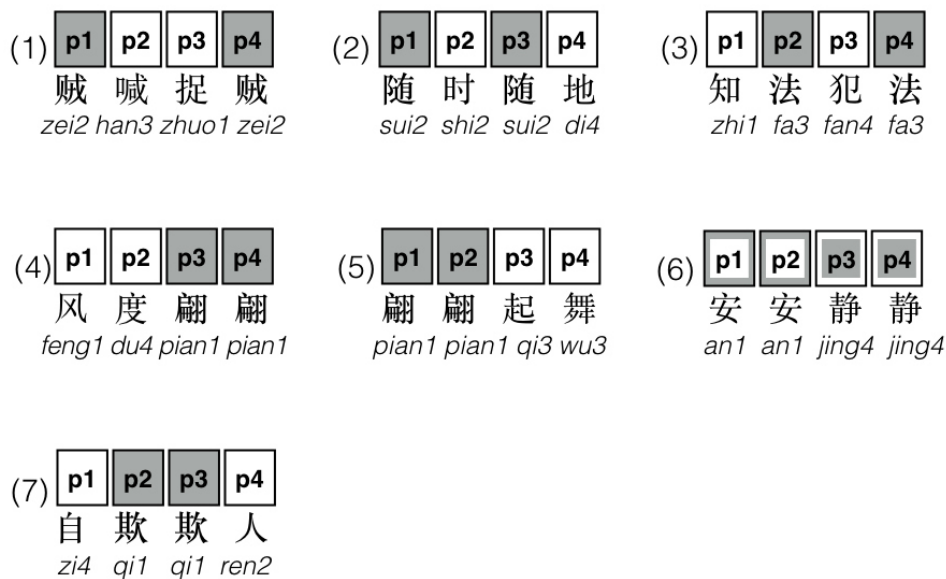 (1) p1 p2 p3 p4
贼 喊 捉 贼
zei2 han3 zhuo1 zei2
(2) p1 p2 p3 p4
随 时 随 地
sui2 shi2 sui2 di4
(3) p1 p2 p3 p4
知 法 犯 法
zhi1 fa3 fan4 fa3
(4) p1 p2 p3 p4
风 度 翩 翩
feng1 du4 pian1 pian1
(5) p1 p2 p3 p4
翩 翩 起 舞
pian1 pian1 qi3 wu3
(6) p1 p2 p3 p4
安 安 静 静
an1 an1 jing4 jing4
(7) p1 p2 p3 p4
自 欺 欺 人
zi4 qi1 qi1 ren2